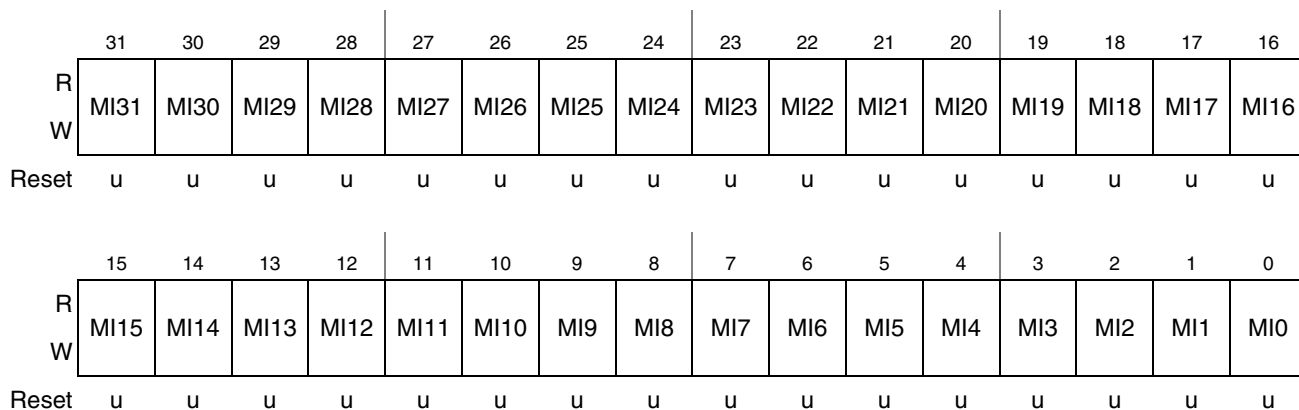 31 30 29 28 27 26 25 24 23 22 21 20 19 18 17 16
R
MI31 MI30 MI29 MI28 MI27 MI26 MI25 MI24 MI23 MI22 MI21 MI20 MI19 MI18 MI17 MI16
W
Reset u u u u u u u u u u u u u u u u
15 14 13 12 11 10 9 8 7 6 5 4 3 2 1 0
R
MI15 MI14 MI13 MI12 MI11 MI10 MI9 MI8 MI7 MI6 MI5 MI4 MI3 MI2 MI1 MI0
W
Reset u u u u u u u u u u u u u u u u